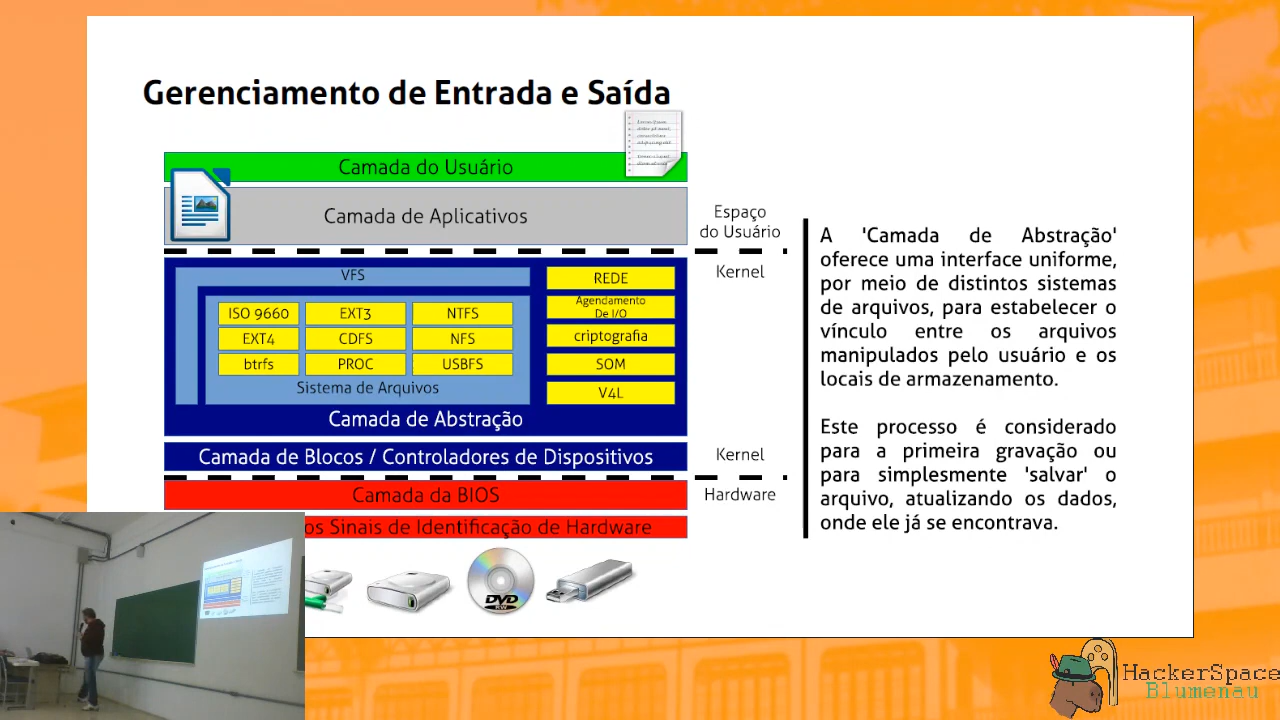 Gerenciamento de Entrada e Saída
Camada do Usuário
Camada de Aplicativos
Espaço
do Usuário
Kernel
VFS
ISO 9660
EXT3
NTFS
EXT4
CDFS
NFS
btrfs
PROC
USBFS
Sistema de Arquivos
REDE
Agendamento
De I/O
criptografia
SOM
V4L
Camada de Abstração
Camada de Blocos / Controladores de Dispositivos
Kernel
Camada da BIOS
Hardware
os Sinais de Identificação de Hardware
DVD
RW
A 'Camada de Abstração'
oferece uma interface uniforme,
por meio de distintos sistemas
de arquivos, para estabelecer o
vínculo entre os arquivos
manipulados pelo usuário e os
locais de armazenamento.
Este processo é considerado
para a primeira gravação ou
para simplesmente 'salvar' o
arquivo, atualizando os dados,
onde ele já se encontrava.
HackerSpace
Blumenau